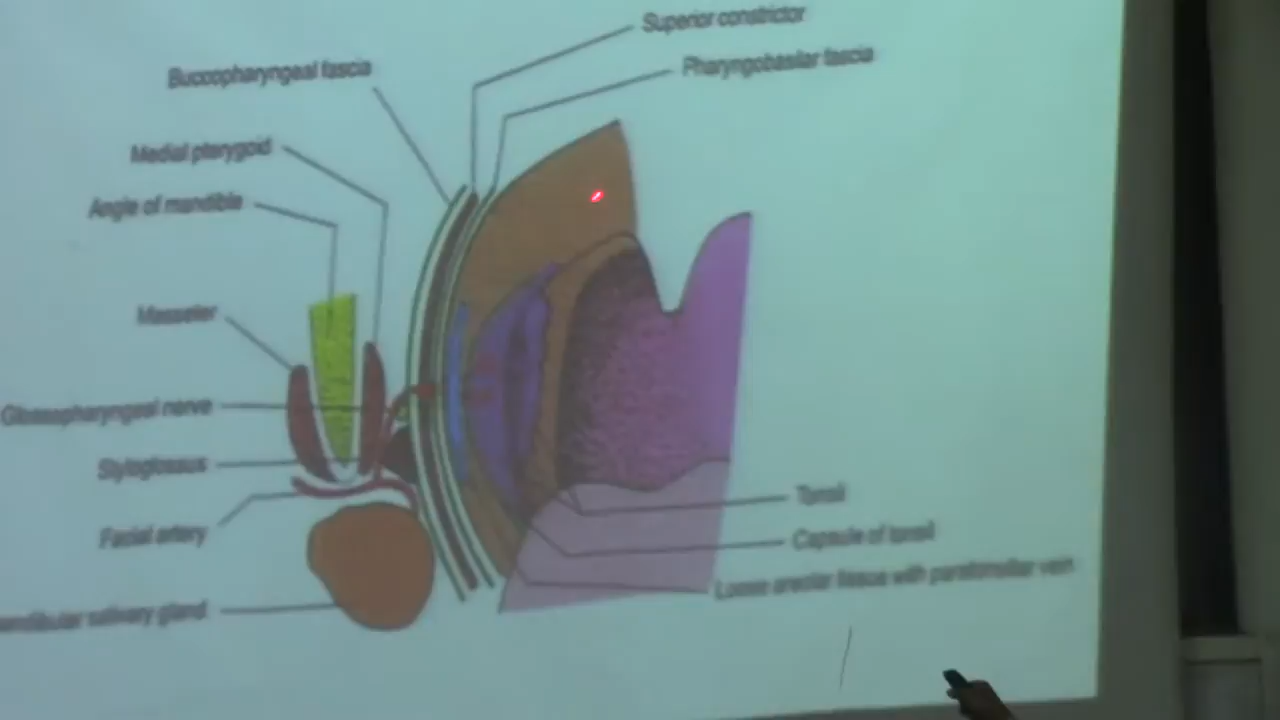 Superior constrictor
Pharyngobasilar fascia
Buccopharyngeal fascia
Medial pterygoid
Angle of mandible
Masseter
Glossopharyngeal nerve
Styloglossus
Facial artery
salivary gland
Tonsil
Capsule of tonsil
Loose areolar tissue with paratonsillar vein